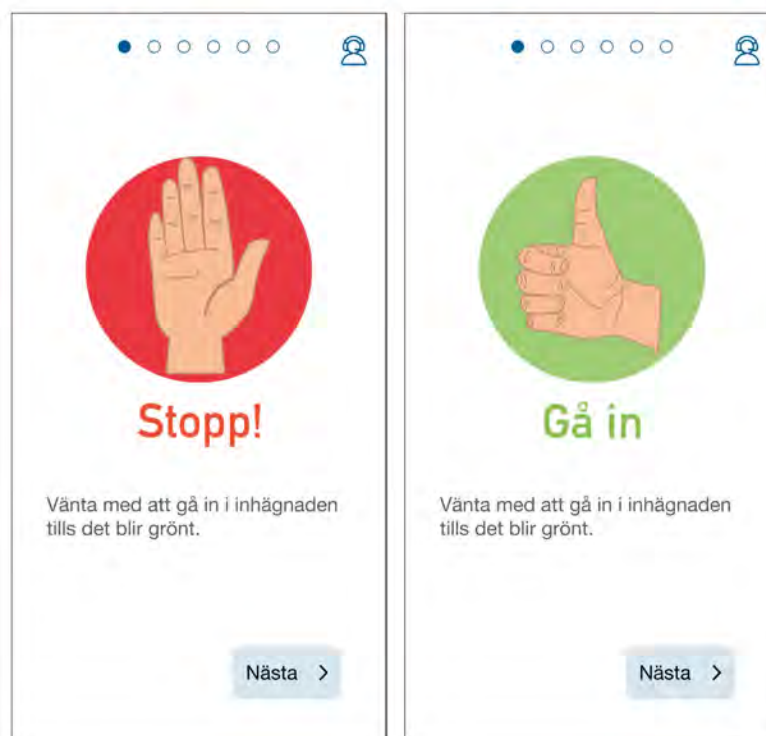 Stopp!
Vänta med att gå in i inhägnaden
tills det blir grönt.
Nästa >
Gå in
Vänta med att gå in i inhägnaden
tills det blir grönt.
Nästa >